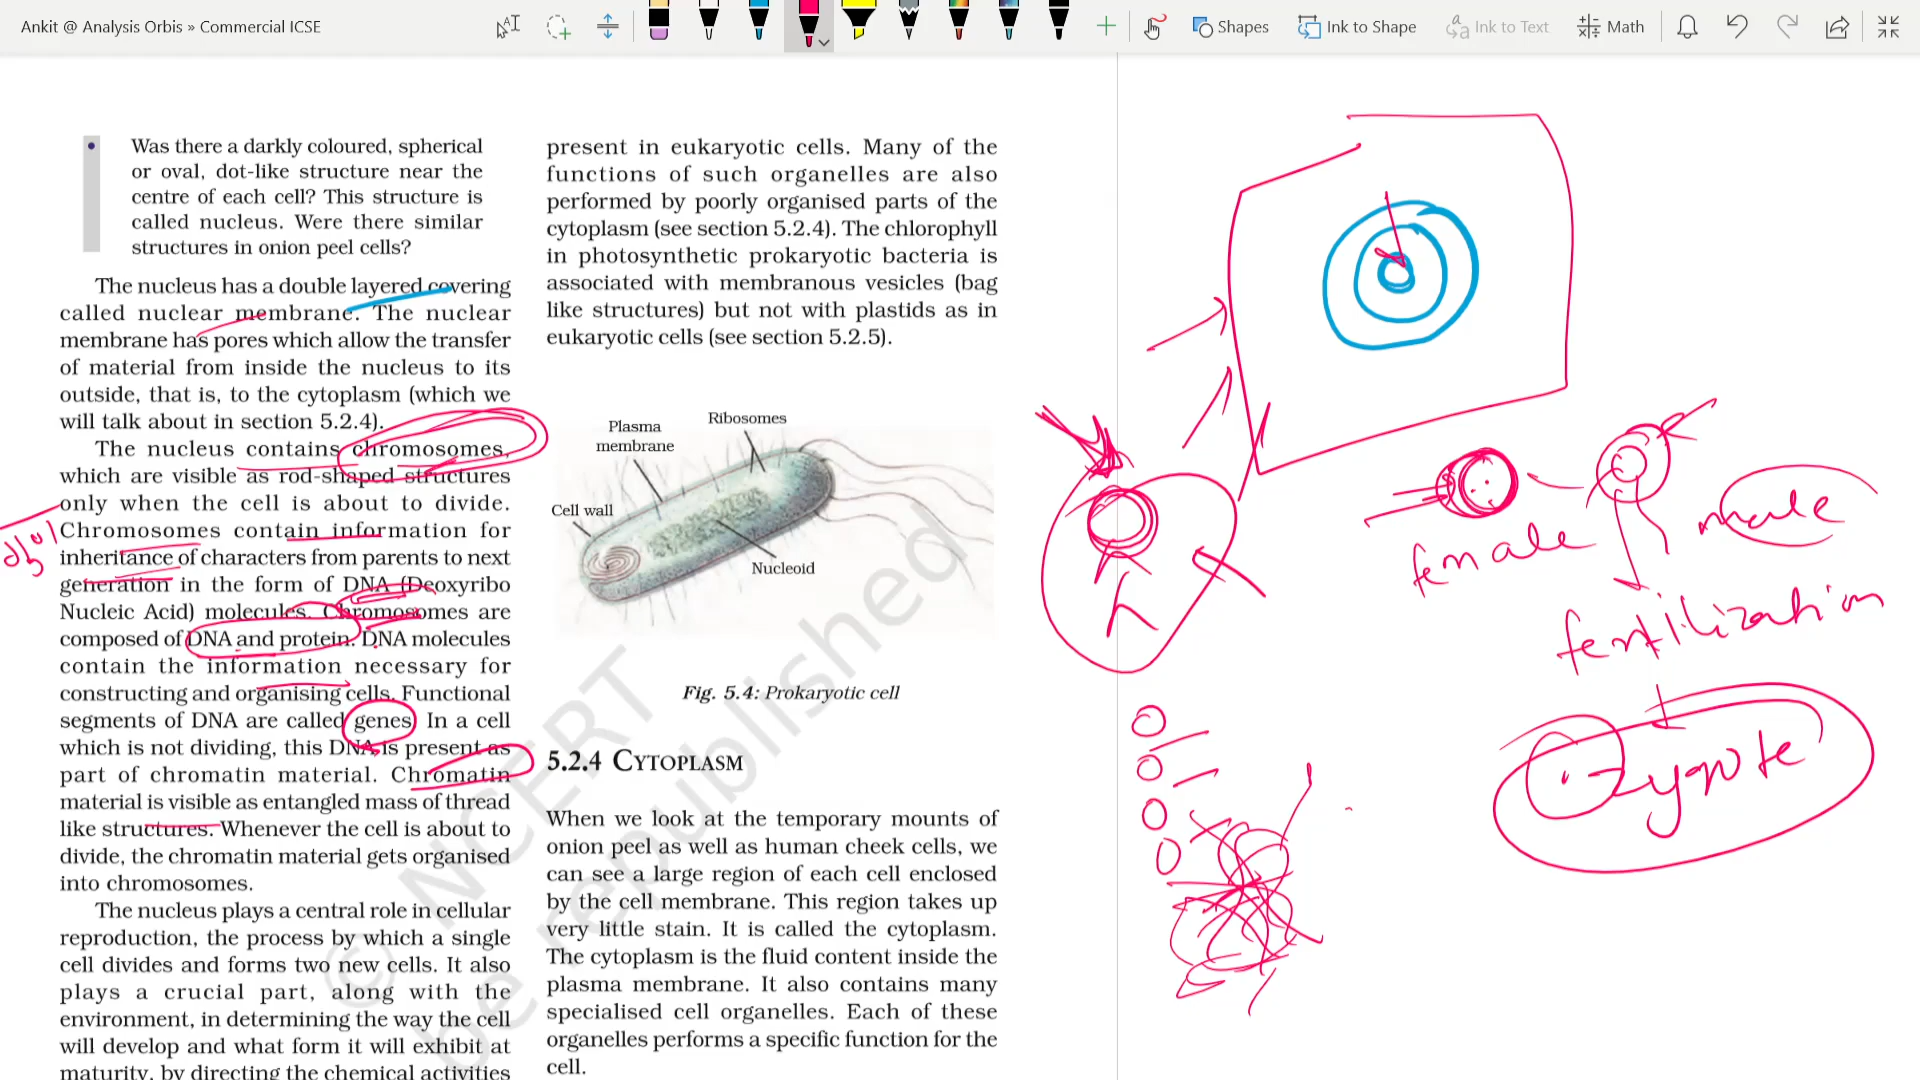 Ankit @ Analysis Orbis » Commercial ICSE
Shapes
Ink to Shape
Ink to Text
Math
• Was there a darkly coloured, spherical
or oval, dot-like structure near the
centre of each cell? This structure is
called nucleus. Were there similar
structures in onion peel cells?
The nucleus has a double layered covering
called nuclear membrane. The nuclear
membrane has pores which allow the transfer
of material from inside the nucleus to its
outside, that is, to the cytoplasm (which we
will talk about in section 5.2.4).
The nucleus contains chromosomes,
which are visible as rod-shaped structures
only when the cell is about to divide.
Chromosomes contain information for
inheritance of characters from parents to next
generation in the form of DNA (Deoxyribo
Nucleic Acid) molecules. Chromosomes are
composed of DNA and protein. DNA molecules
contain the information necessary for
constructing and organising cells. Functional
segments of DNA are called genes. In a cell
which is not dividing, this DNA is present as
part of chromatin material. Chromatin
material is visible as entangled mass of thread
like structures. Whenever the cell is about to
divide, the chromatin material gets organised
into chromosomes.
The nucleus plays a central role in cellular
reproduction, the process by which a single
cell divides and forms two new cells. It also
plays a crucial part, along with the
environment, in determining the way the cell
will develop and what form it will exhibit at
maturity, by directing the chemical activities
present in eukaryotic cells. Many of the
functions of such organelles are also
performed by poorly organised parts of the
cytoplasm (see section 5.2.4). The chlorophyll
in photosynthetic prokaryotic bacteria is
associated with membranous vesicles (bag
like structures) but not with plastids as in
eukaryotic cells (see section 5.2.5).
Plasma
membrane
Ribosomes
Cell wall
Nucleoid
Fig. 5.4: Prokaryotic cell
5.2.4 CYTOPLASM
When we look at the temporary mounts of
onion peel as well as human cheek cells, we
can see a large region of each cell enclosed
by the cell membrane. This region takes up
very little stain. It is called the cytoplasm.
The cytoplasm is the fluid content inside the
plasma membrane. It also contains many
specialised cell organelles. Each of these
organelles performs a specific function for the
cell.
© NCERT
be republished
female
male
fertilization
zygote